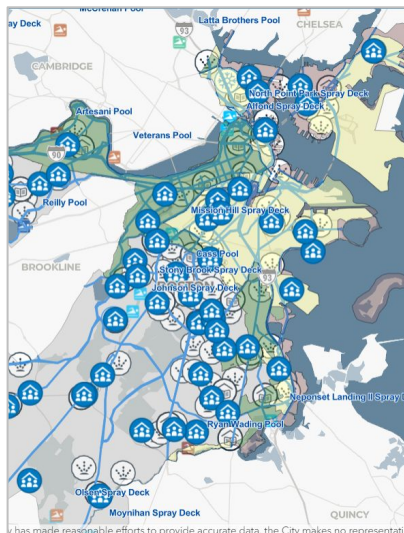 McCrehan Pool
ay Deck
Latta Brothers Pool
CHELSEA
93
CAMBRIDGE
North Point Park Spray Deck
Artesani Pool
Alford Spray Deck
Veterans Pool
90
Reilly Pool
Mission Hill Spray Deck
Cass Pool
BROOKLINE
Stony Brook Spray Deck
93
Johnson Spray Deck
Neponset Landing II Spray
Ryan Wading Pool
Olsen Spray Deck
Moynihan Spray Deck
QUINCY
y has made reasonable efforts to provide accurate data, the City makes no representati